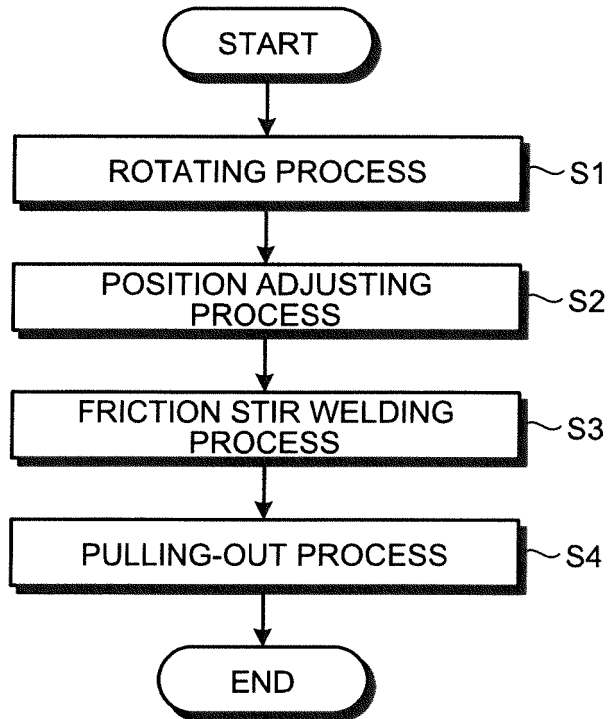 START
ROTATING PROCESS
S1
POSITION ADJUSTING
PROCESS
S2
FRICTION STIR WELDING
PROCESS
S3
PULLING-OUT PROCESS
S4
END